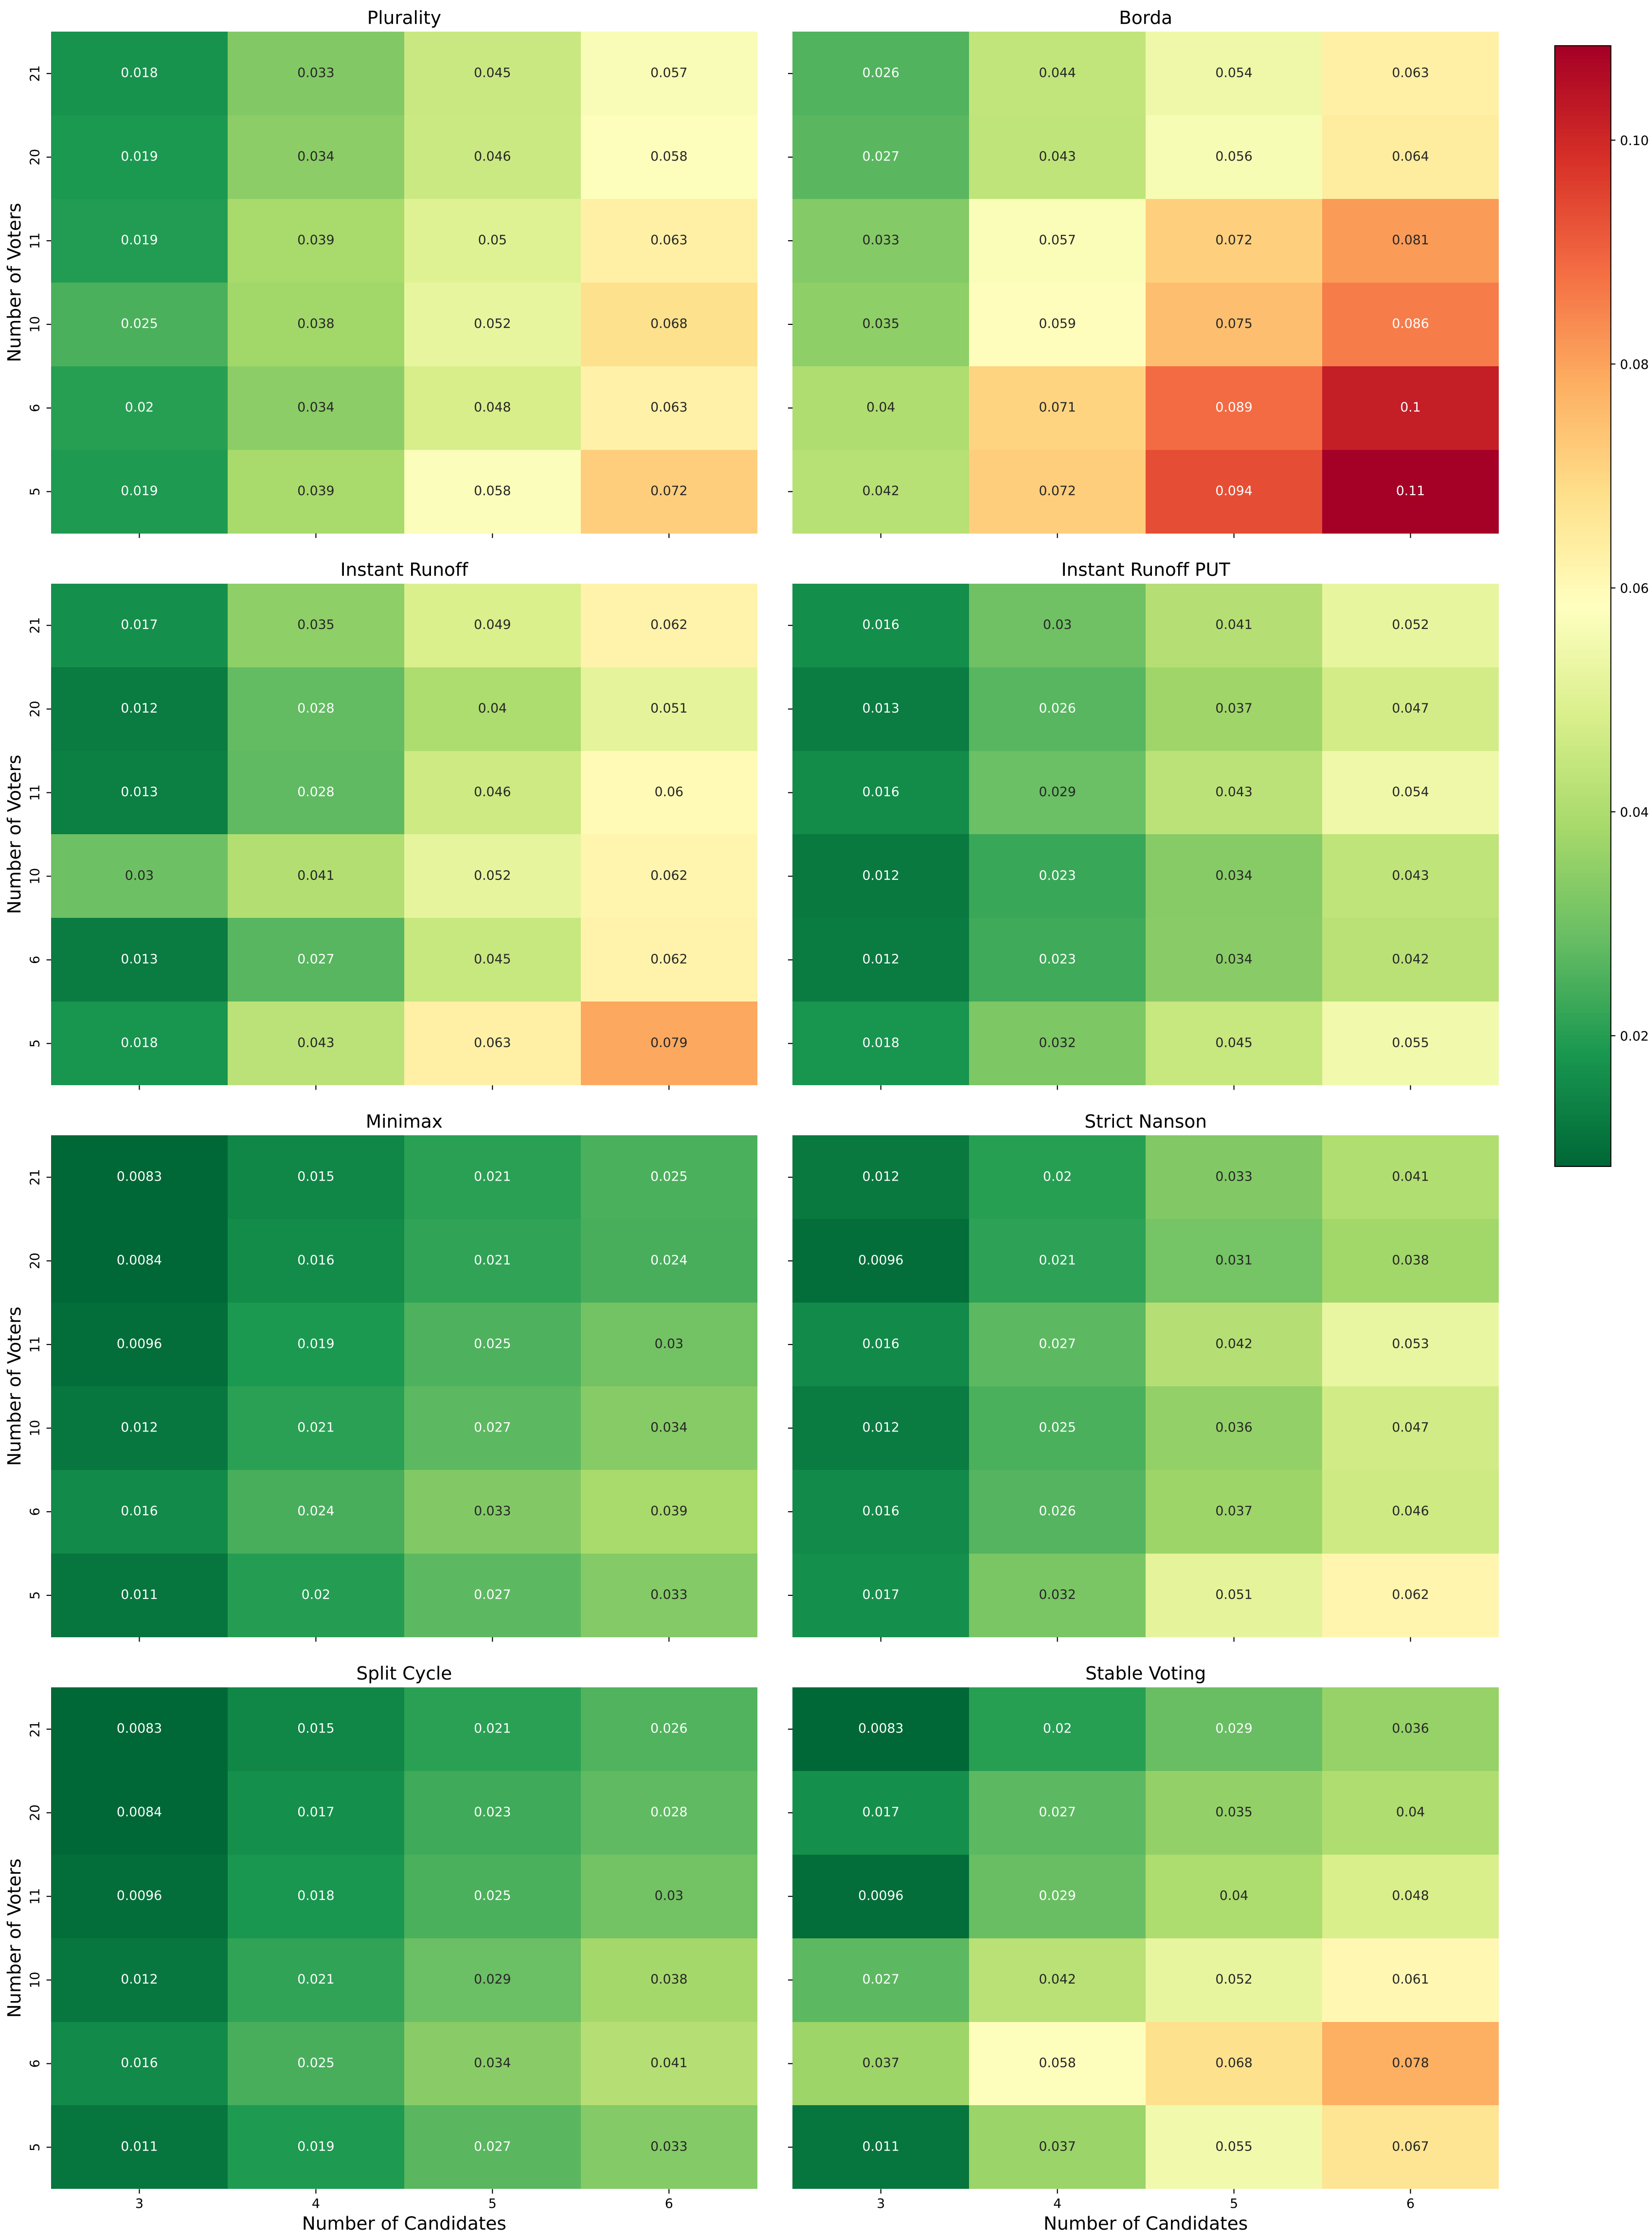 Plurality
Borda
21
0.018 0.033 0.045 0.057
0.026 0.044 0.054 0.063
20
0.019 0.034 0.046 0.058
0.027 0.043 0.056 0.064
11
0.019 0.039 0.05 0.063
0.033 0.057 0.072 0.081
10
0.025 0.038 0.052 0.068
0.035 0.059 0.075 0.086
6
0.02 0.034 0.048 0.063
0.04 0.071 0.089 0.1
5
0.019 0.039 0.058 0.072
0.042 0.072 0.094 0.11
Number of Voters
0.10
0.08
0.06
0.04
0.02
Instant Runoff
Instant Runoff PUT
21
0.017 0.035 0.049 0.062
0.016 0.03 0.041 0.052
20
0.012 0.028 0.04 0.051
0.013 0.026 0.037 0.047
11
0.013 0.028 0.046 0.06
0.016 0.029 0.043 0.054
10
0.03 0.041 0.052 0.062
0.012 0.023 0.034 0.043
6
0.013 0.027 0.045 0.062
0.012 0.023 0.034 0.042
5
0.018 0.043 0.063 0.079
0.018 0.032 0.045 0.055
Number of Voters
Minimax
Strict Nanson
21
0.0083 0.015 0.021 0.025
0.012 0.02 0.033 0.041
20
0.0084 0.016 0.021 0.024
0.0096 0.021 0.031 0.038
11
0.0096 0.019 0.025 0.03
0.016 0.027 0.042 0.053
10
0.012 0.021 0.027 0.034
0.012 0.025 0.036 0.047
6
0.016 0.024 0.033 0.039
0.016 0.026 0.037 0.046
5
0.011 0.02 0.027 0.033
0.017 0.032 0.051 0.062
Number of Voters
Split Cycle
Stable Voting
21
0.0083 0.015 0.021 0.026
0.0083 0.02 0.029 0.036
20
0.0084 0.017 0.023 0.028
0.017 0.027 0.035 0.04
11
0.0096 0.018 0.025 0.03
0.0096 0.029 0.04 0.048
10
0.012 0.021 0.029 0.038
0.027 0.042 0.052 0.061
6
0.016 0.025 0.034 0.041
0.037 0.058 0.068 0.078
5
0.011 0.019 0.027 0.033
0.011 0.037 0.055 0.067
Number of Voters
3 4 5 6
3 4 5 6
Number of Candidates
Number of Candidates